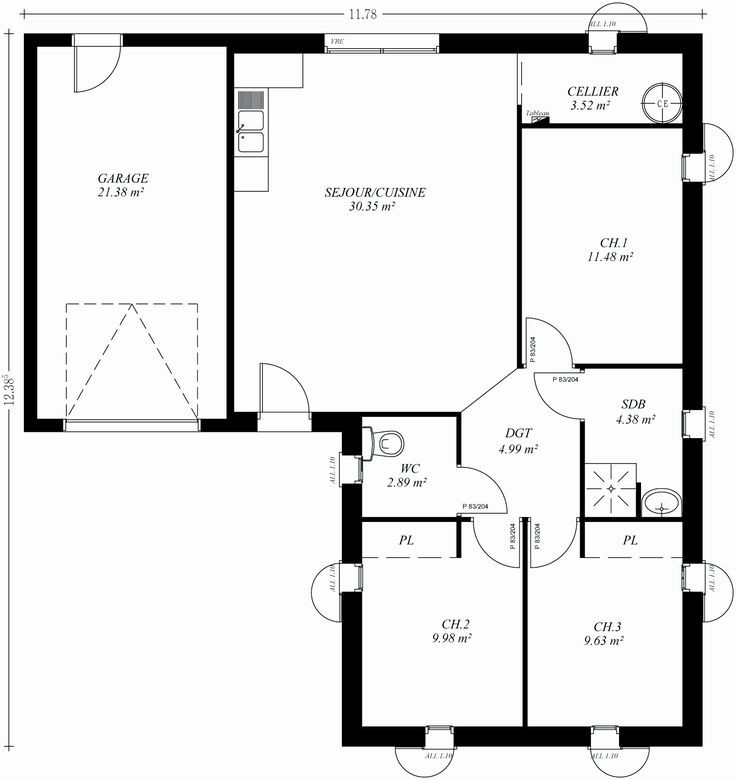 11.78
ALL 1.10
VRE
CELLIER
3.52 m²
CE
Tableau
GARAGE
21.38 m²
SEJOUR/CUISINE
30.35 m²
ALL 1.10
CH.1
11.48 m²
P 83/204
P 83/204
12.38⁵
SDB
4.38 m²
ALL 1.10
DGT
4.99 m²
WC
2.89 m²
ALL 1.10
P 83/204
P 83/204
P 83/204
PL
PL
ALL 1.10
ALL 1.10
CH.2
9.98 m²
CH.3
9.63 m²
ALL 1.10
ALL 1.10